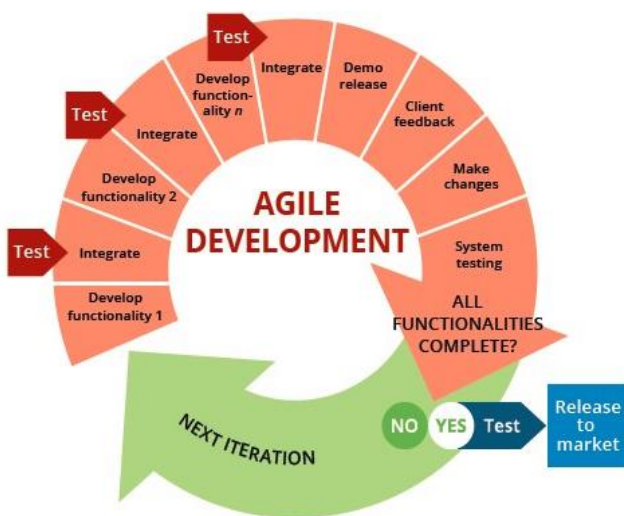 AGILE
DEVELOPMENT
Develop
functionality 1
Test
Integrate
Develop
functionality 2
Test
Integrate
Develop
function-
ality n
Test
Integrate
Demo
release
Client
feedback
Make
changes
System
testing
ALL
FUNCTIONALITIES
COMPLETE?
NO
YES
Test
Release
to
market
NEXT ITERATION